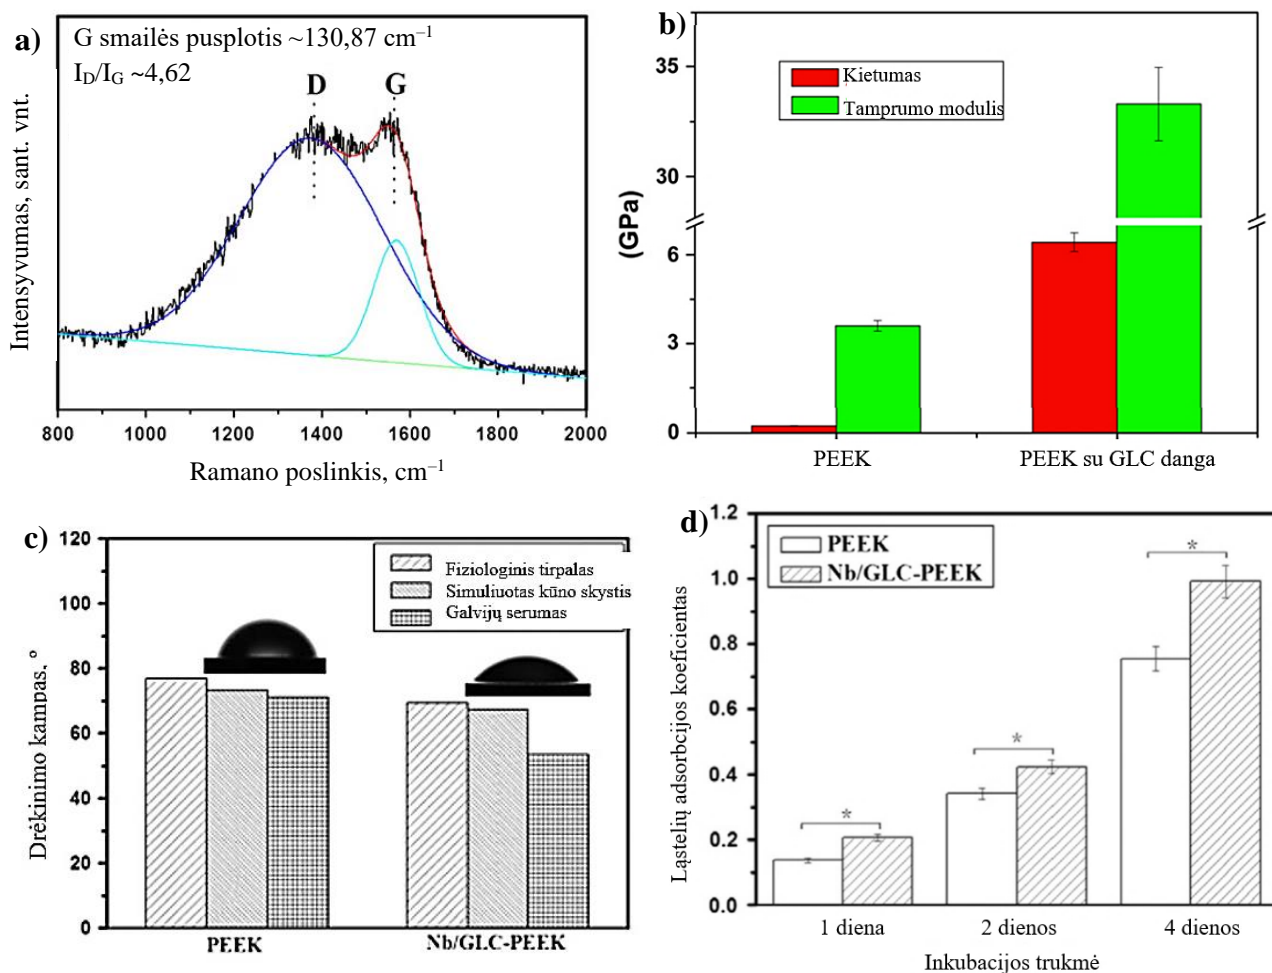 a)
G smailės pusplotis ~130,87 cm⁻¹
I_D/I_G ~4,62
D G
Intensyvumas, sant. vnt.
800 1000 1200 1400 1600 1800 2000
Ramano poslinkis, cm⁻¹
b)
Kietumas
Tamprumo modulis
(GPa)
35
30
6
3
0
PEEK PEEK su GLC danga
c)
Fiziologinis tirpalas
Simuliuotas kūno skystis
Galvijų serumas
Drėkinimo kampas, º
120
100
80
60
40
20
0
PEEK Nb/GLC-PEEK
d)
PEEK
Nb/GLC-PEEK
Ląstelių adsorbcijos koeficientas
1.2
1.0
0.8
0.6
0.4
0.2
0.0
* * *
1 diena 2 dienos 4 dienos
Inkubacijos trukmė